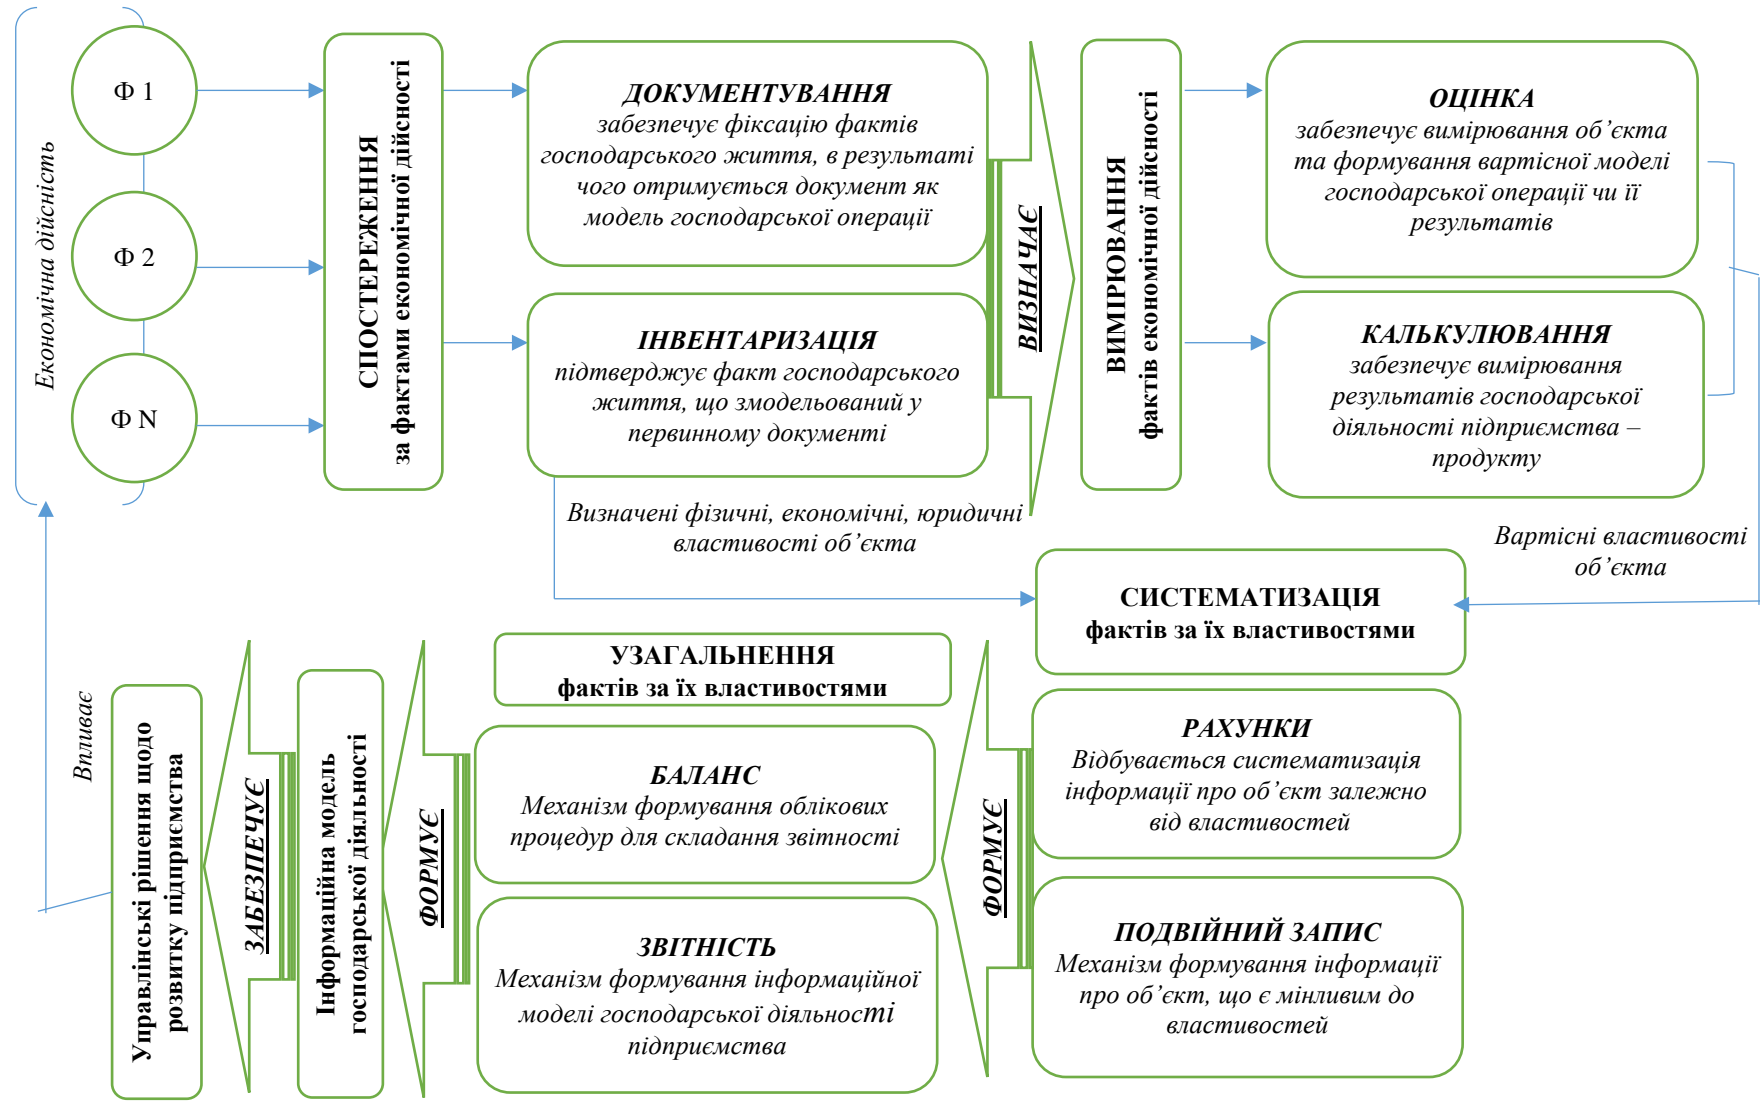 Економічна дійсність
Ф 1
Ф 2
Ф N
СПОСТЕРЕЖЕННЯ
за фактами економічної дійсності
ДОКУМЕНТУВАННЯ
забезпечує фіксацію фактів
господарського життя, в результаті
чого отримується документ як
модель господарської операції
ІНВЕНТАРИЗАЦІЯ
підтверджує факт господарського
життя, що змодельований у
первинному документі
ВИЗНАЧАЄ
ВИМІРЮВАННЯ
фактів економічної дійсності
ОЦІНКА
забезпечує вимірювання об’єкта
та формування вартісної моделі
господарської операції чи її
результатів
КАЛЬКУЛЮВАННЯ
забезпечує вимірювання
результатів господарської
діяльності підприємства –
продукту
Визначені фізичні, економічні, юридичні
властивості об’єкта
Вартісні властивості
об’єкта
СИСТЕМАТИЗАЦІЯ
фактів за їх властивостями
РАХУНКИ
Відбувається систематизація
інформації про об’єкт залежно
від властивостей
ПОДВІЙНИЙ ЗАПИС
Механізм формування інформації
про об’єкт, що є мінливим до
властивостей
ФОРМУЄ
УЗАГАЛЬНЕННЯ
фактів за їх властивостями
БАЛАНС
Механізм формування облікових
процедур для складання звітності
ЗВІТНІСТЬ
Механізм формування інформаційної
моделі господарської діяльності
підприємства
ФОРМУЄ
Інформаційна модель
господарської діяльності
ЗАБЕЗПЕЧУЄ
Управлінські рішення щодо
розвитку підприємства
Впливає